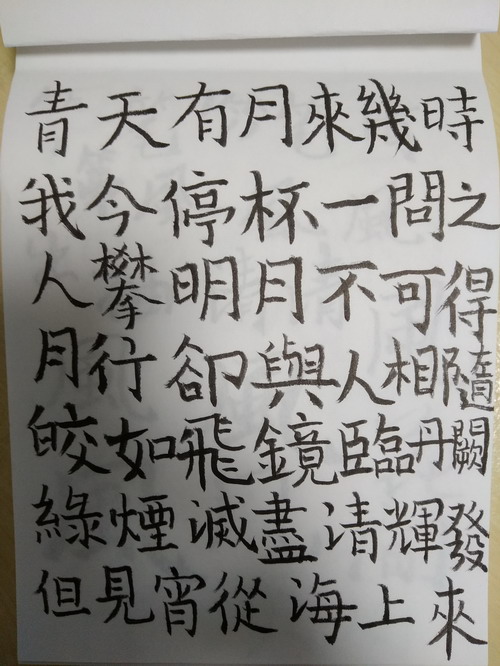 青天有月來幾時
我今停杯一問之
人攀明月不可得
月行卻與人相隨
皎如飛鏡臨丹闕
綠煙滅盡清輝發
但見宵從海上來